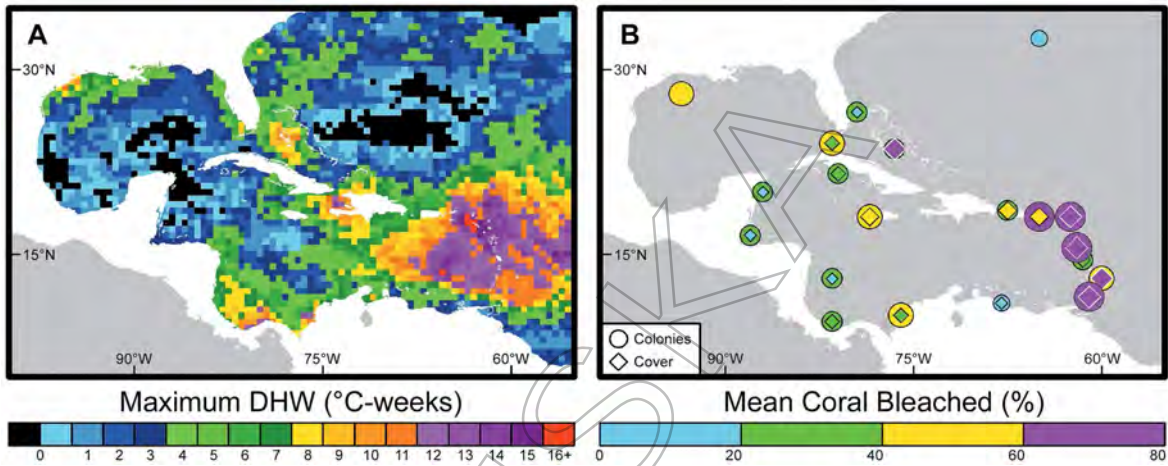 A
30°N
15°N
90°W
75°W
60°W
Maximum DHW (°C-weeks)
0 1 2 3 4 5 6 7 8 9 10 11 12 13 14 15 16+
B
30°N
15°N
Colonies
Cover
90°W
75°W
60°W
Mean Coral Bleached (%)
0 20 40 60 80